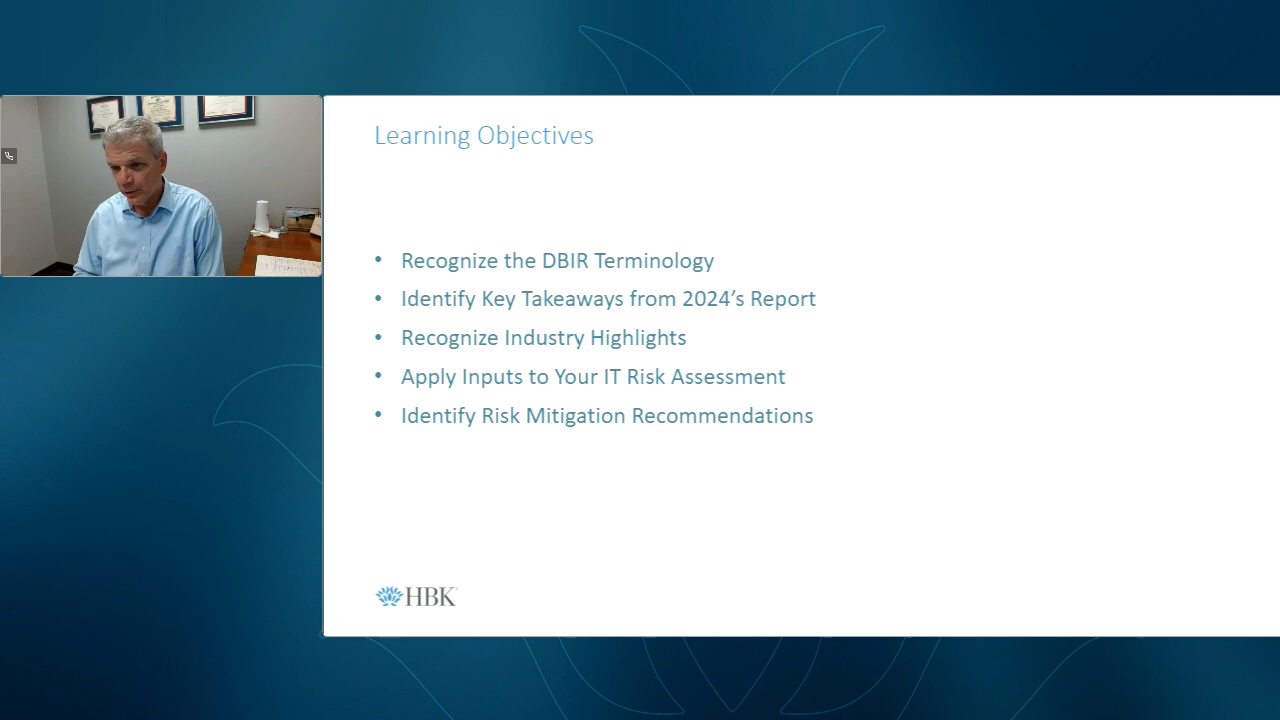 Learning Objectives
• Recognize the DBIR Terminology
• Identify Key Takeaways from 2024’s Report
• Recognize Industry Highlights
• Apply Inputs to Your IT Risk Assessment
• Identify Risk Mitigation Recommendations
HBK